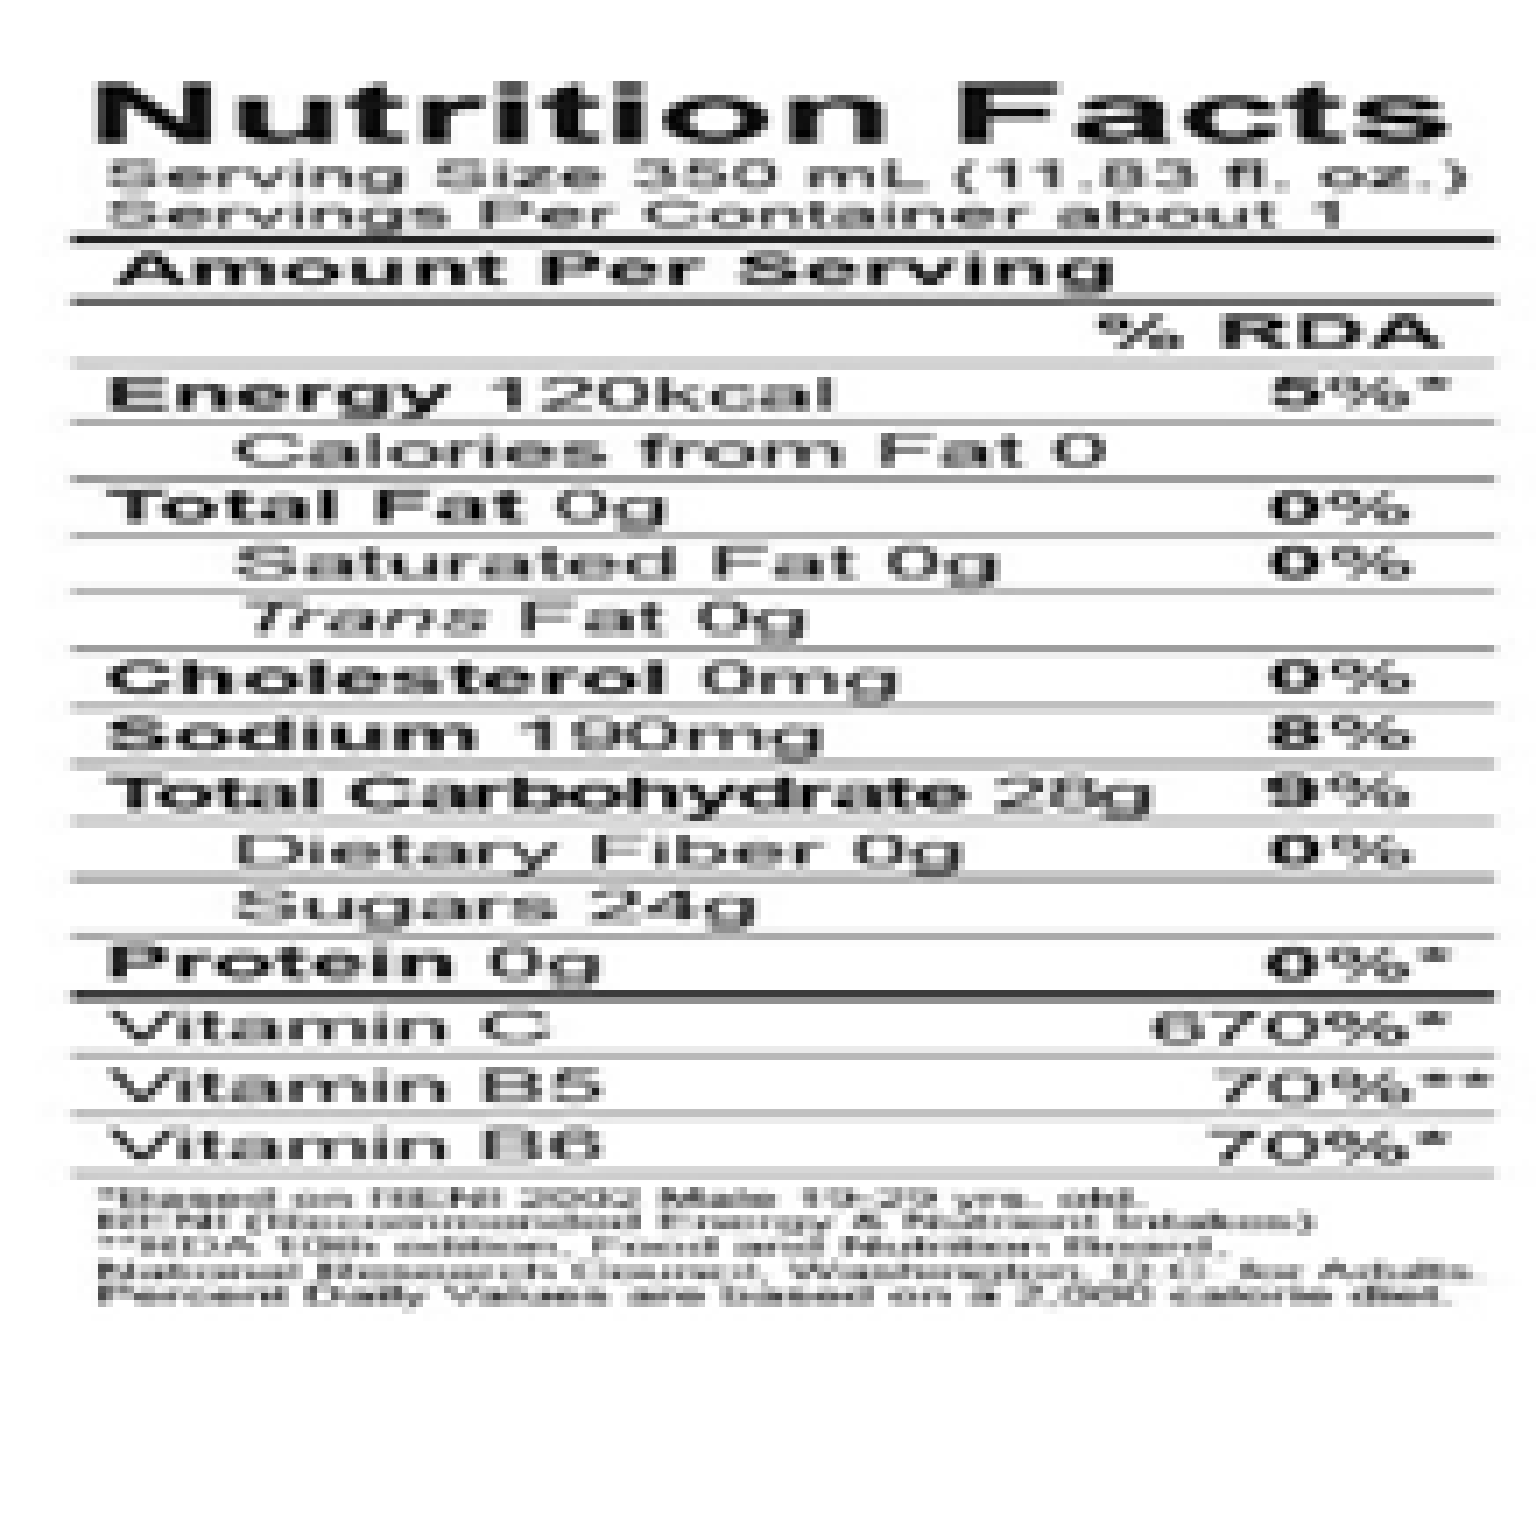 Nutrition Facts
Serving Size 350 mL (11.83 fl. oz.)
Servings Per Container about 1
Amount Per Serving
% RDA
Energy 120kcal 5%*
Calories from Fat 0
Total Fat 0g 0%
Saturated Fat 0g 0%
Trans Fat 0g
Cholesterol 0mg 0%
Sodium 190mg 8%
Total Carbohydrate 28g 9%
Dietary Fiber 0g 0%
Sugars 24g
Protein 0g 0%*
Vitamin C 670%*
Vitamin B5 70%**
Vitamin B6 70%*
*Based on RENI 2002 Male 19-29 yrs. old.
RENI (Recommended Energy & Nutrient Intakes)
**RDA 10th edition, Food and Nutrition Board,
National Research Council, Washington, D.C. for Adults.
Percent Daily Values are based on a 2,000 calorie diet.